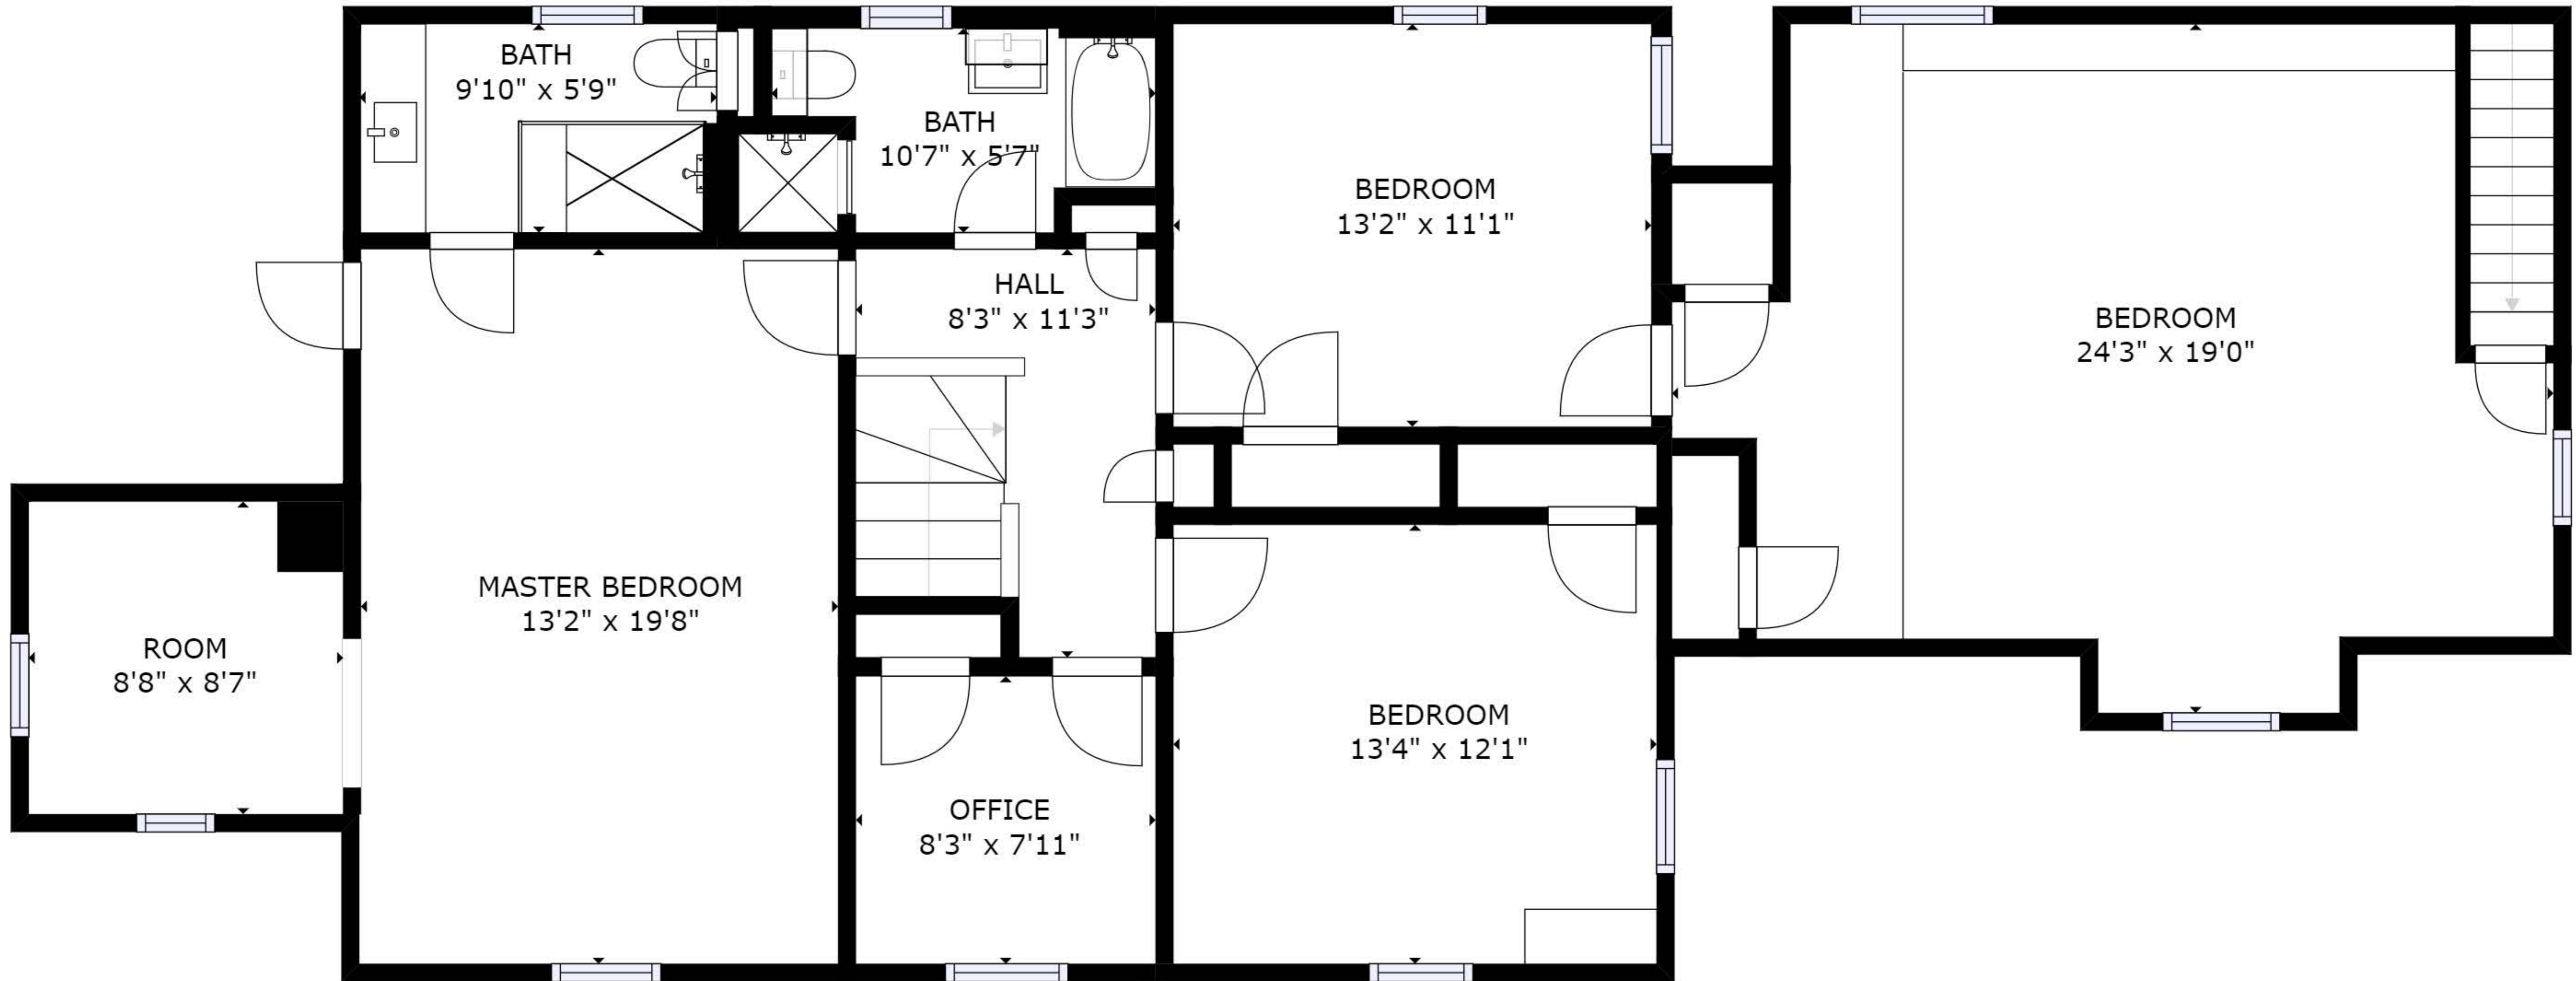 BATH
9'10" x 5'9"
BATH
10'7" x 5'7"
BEDROOM
13'2" x 11'1"
HALL
8'3" x 11'3"
BEDROOM
24'3" x 19'0"
MASTER BEDROOM
13'2" x 19'8"
ROOM
8'8" x 8'7"
BEDROOM
13'4" x 12'1"
OFFICE
8'3" x 7'11"